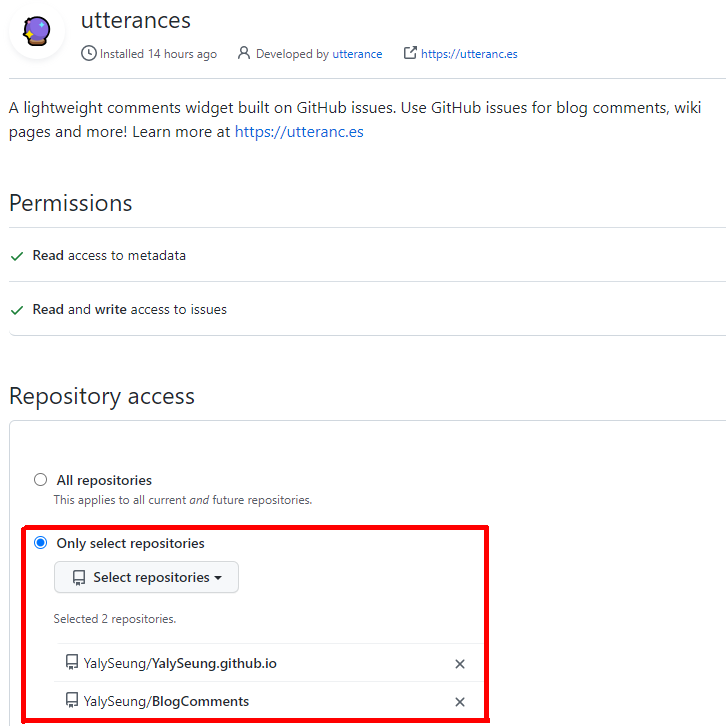 utterances
Installed 14 hours ago Developed by utterance https://utteranc.es
A lightweight comments widget built on GitHub issues. Use GitHub issues for blog comments, wiki
pages and more! Learn more at https://utteranc.es
Permissions
Read access to metadata
Read and write access to issues
Repository access
All repositories
This applies to all current and future repositories.
Only select repositories
Select repositories
Selected 2 repositories.
YalySeung/YalySeung.github.io
YalySeung/BlogComments